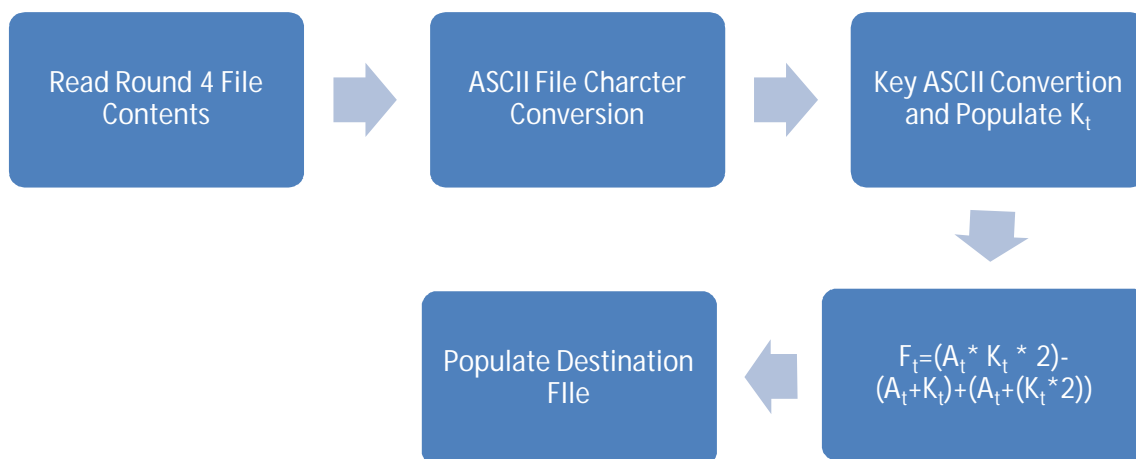 Read Round 4 File
Contents
ASCII File Charcter
Conversion
Key ASCII Convertion
and Populate Kₜ
Fₜ=(Aₜ* Kₜ * 2)-
(Aₜ+Kₜ)+(Aₜ+(Kₜ*2))
Populate Destination
FIle